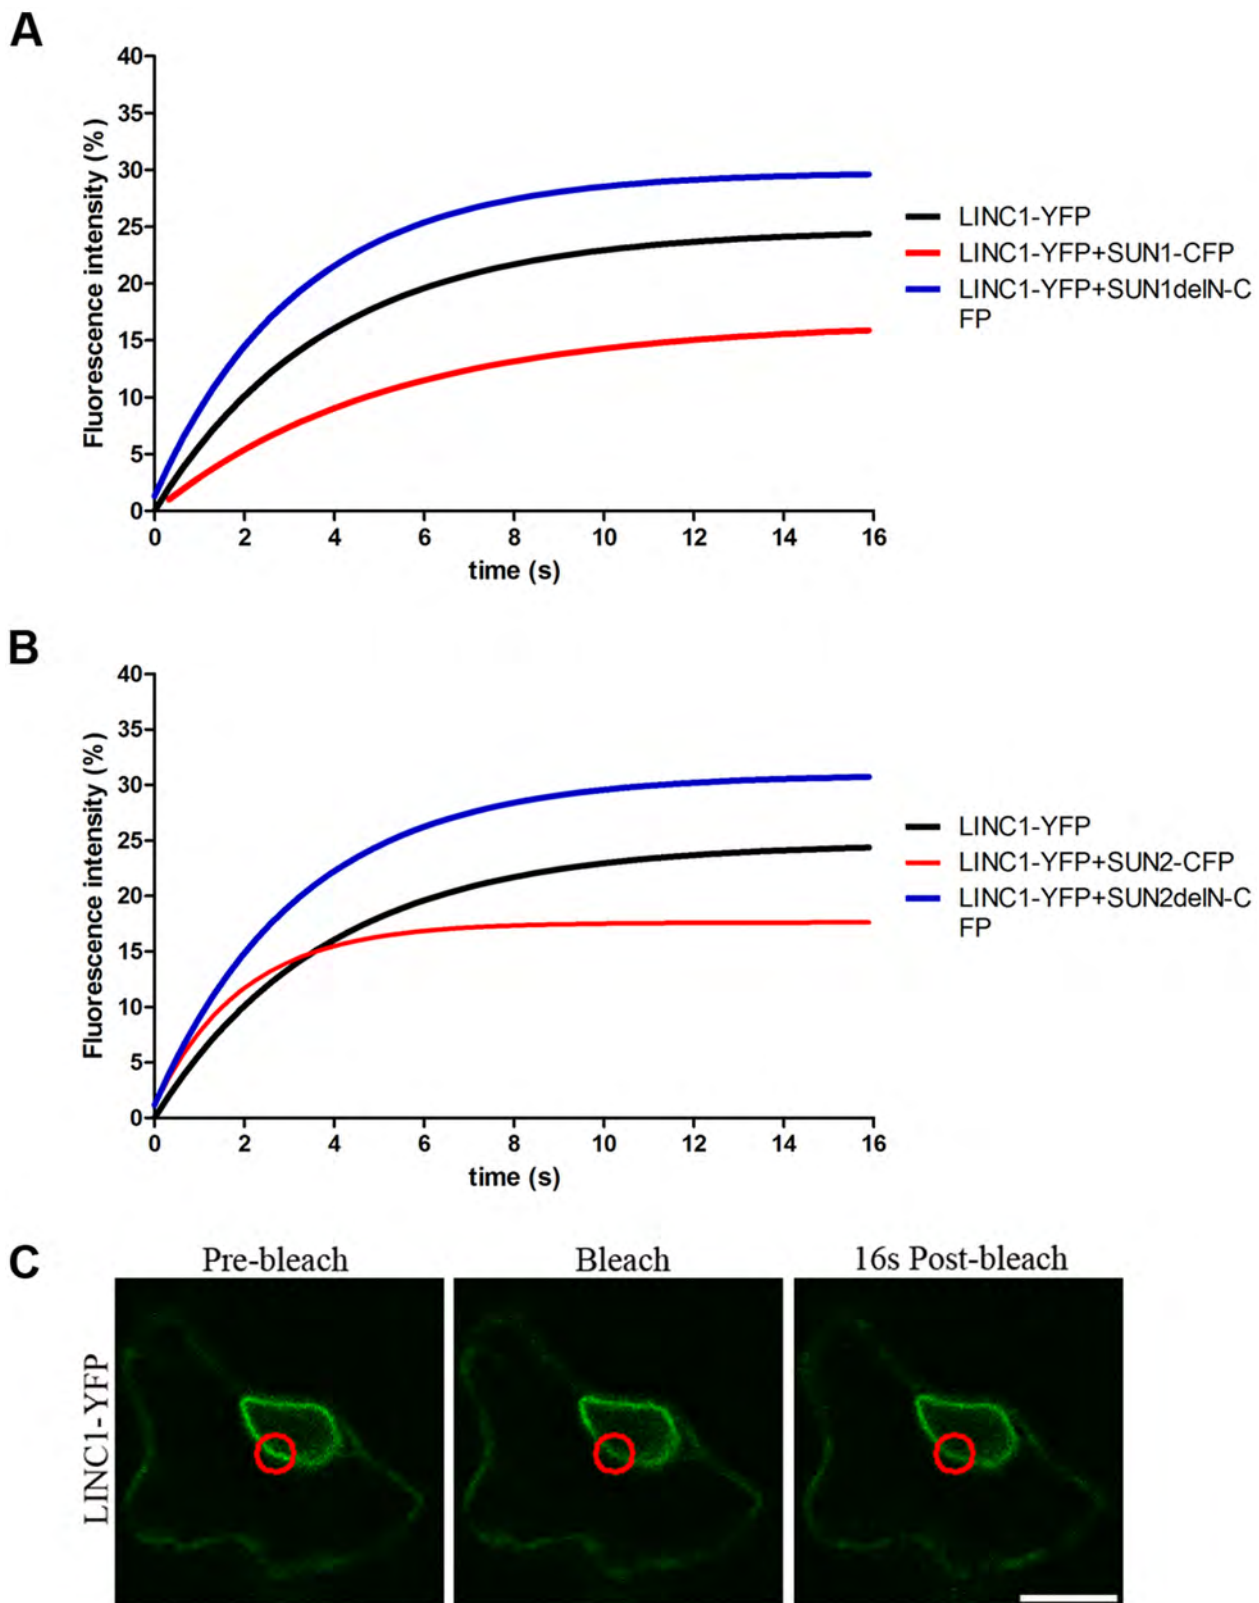 A
Fluorescence intensity (%)
40
35
30
25
20
15
10
5
0
0 2 4 6 8 10 12 14 16
time (s)
LINC1-YFP
LINC1-YFP+SUN1-CFP
LINC1-YFP+SUN1delN-C
FP
B
Fluorescence intensity (%)
40
35
30
25
20
15
10
5
0
0 2 4 6 8 10 12 14 16
time (s)
LINC1-YFP
LINC1-YFP+SUN2-CFP
LINC1-YFP+SUN2delN-C
FP
C
Pre-bleach Bleach 16s Post-bleach
LINC1-YFP